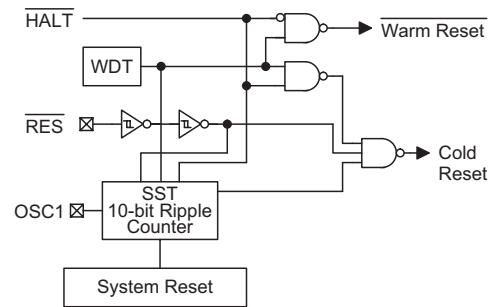 HALT
Warm Reset
WDT
RES
Cold
Reset
SST
10-bit Ripple
Counter
OSC1
System Reset